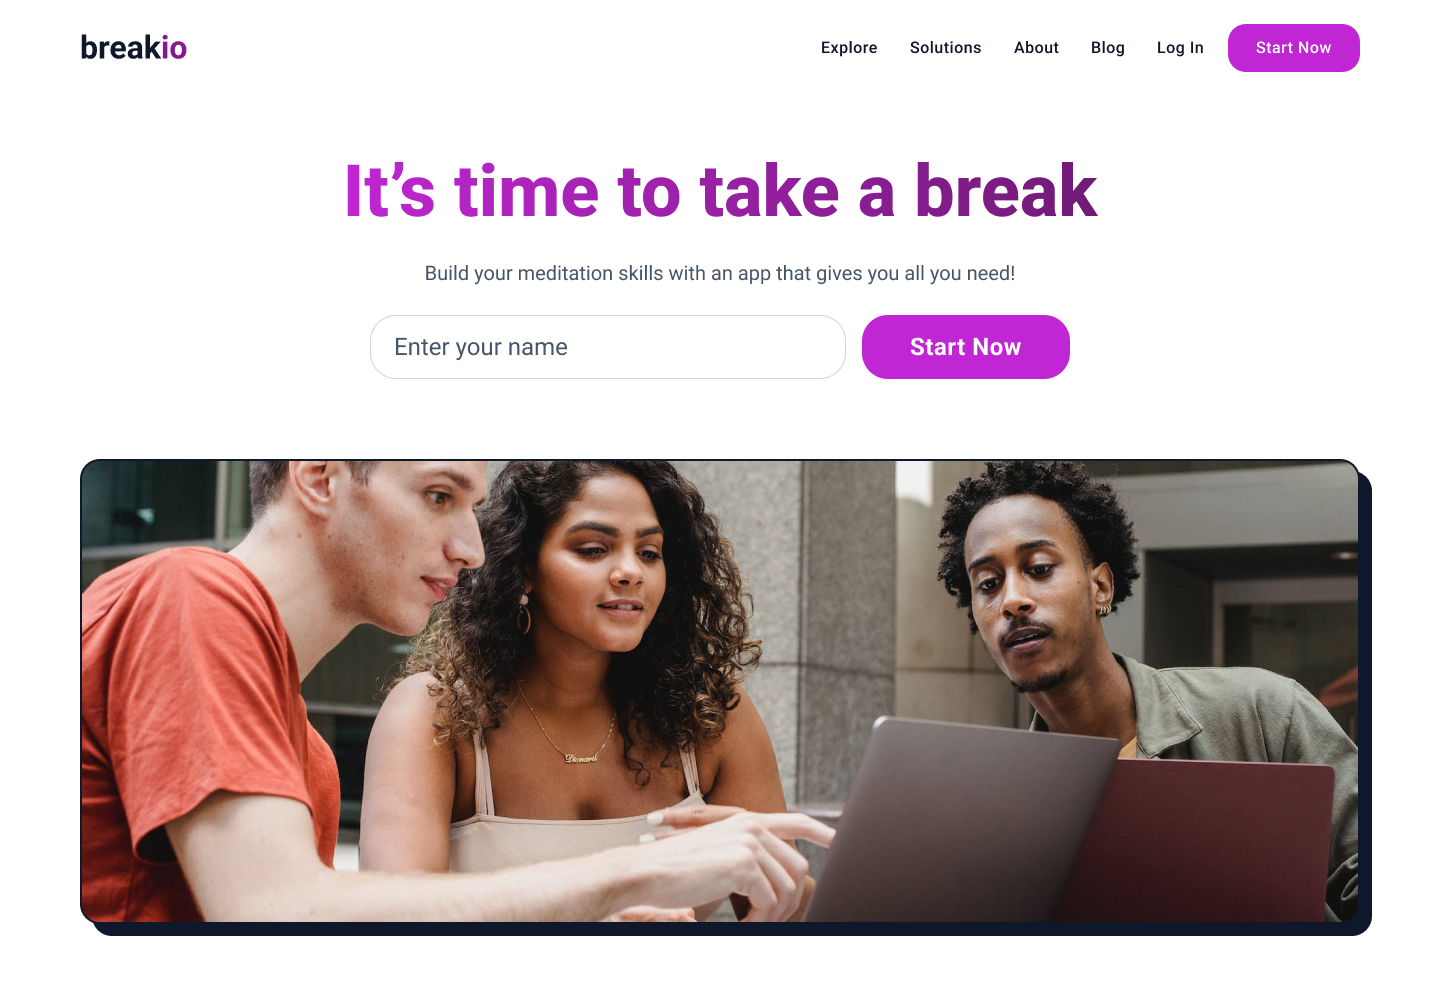 breakio
Explore Solutions About Blog Log In Start Now
It’s time to take a break
Build your meditation skills with an app that gives you all you need!
Enter your name Start Now
Dionaris